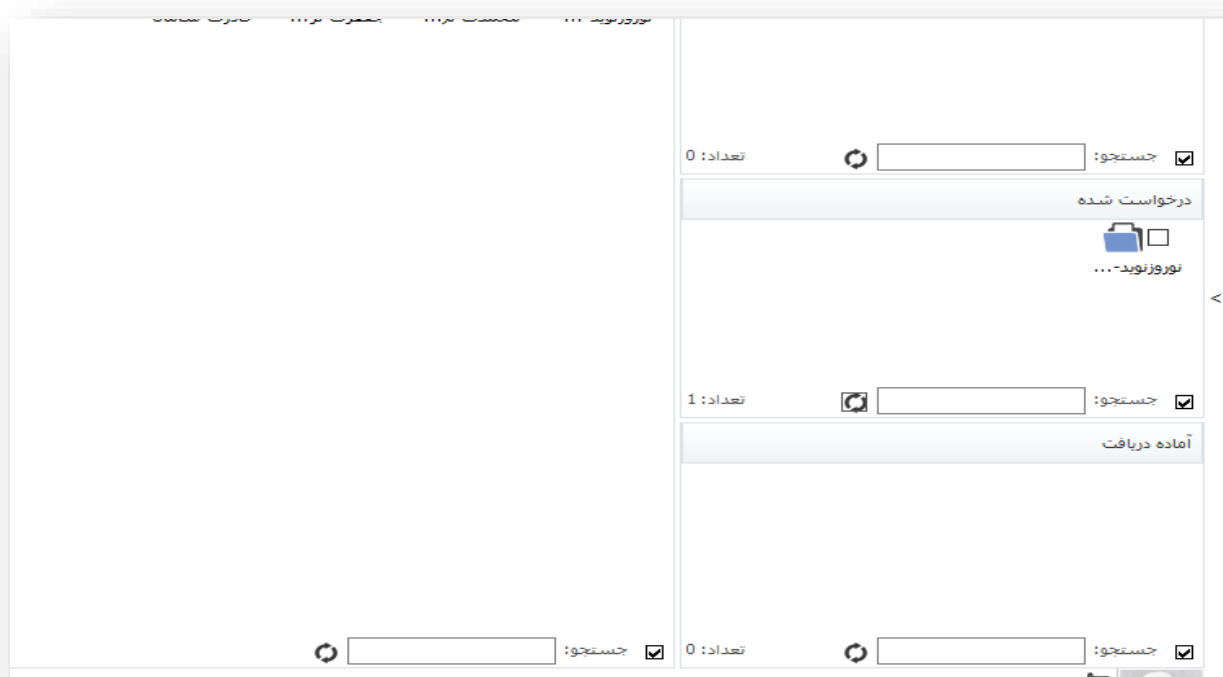 جستجو: تعداد: 0
درخواست شده
نوروزنوید-...
<
جستجو: تعداد: 1
آماده دریافت
جستجو: تعداد: 0
جستجو: